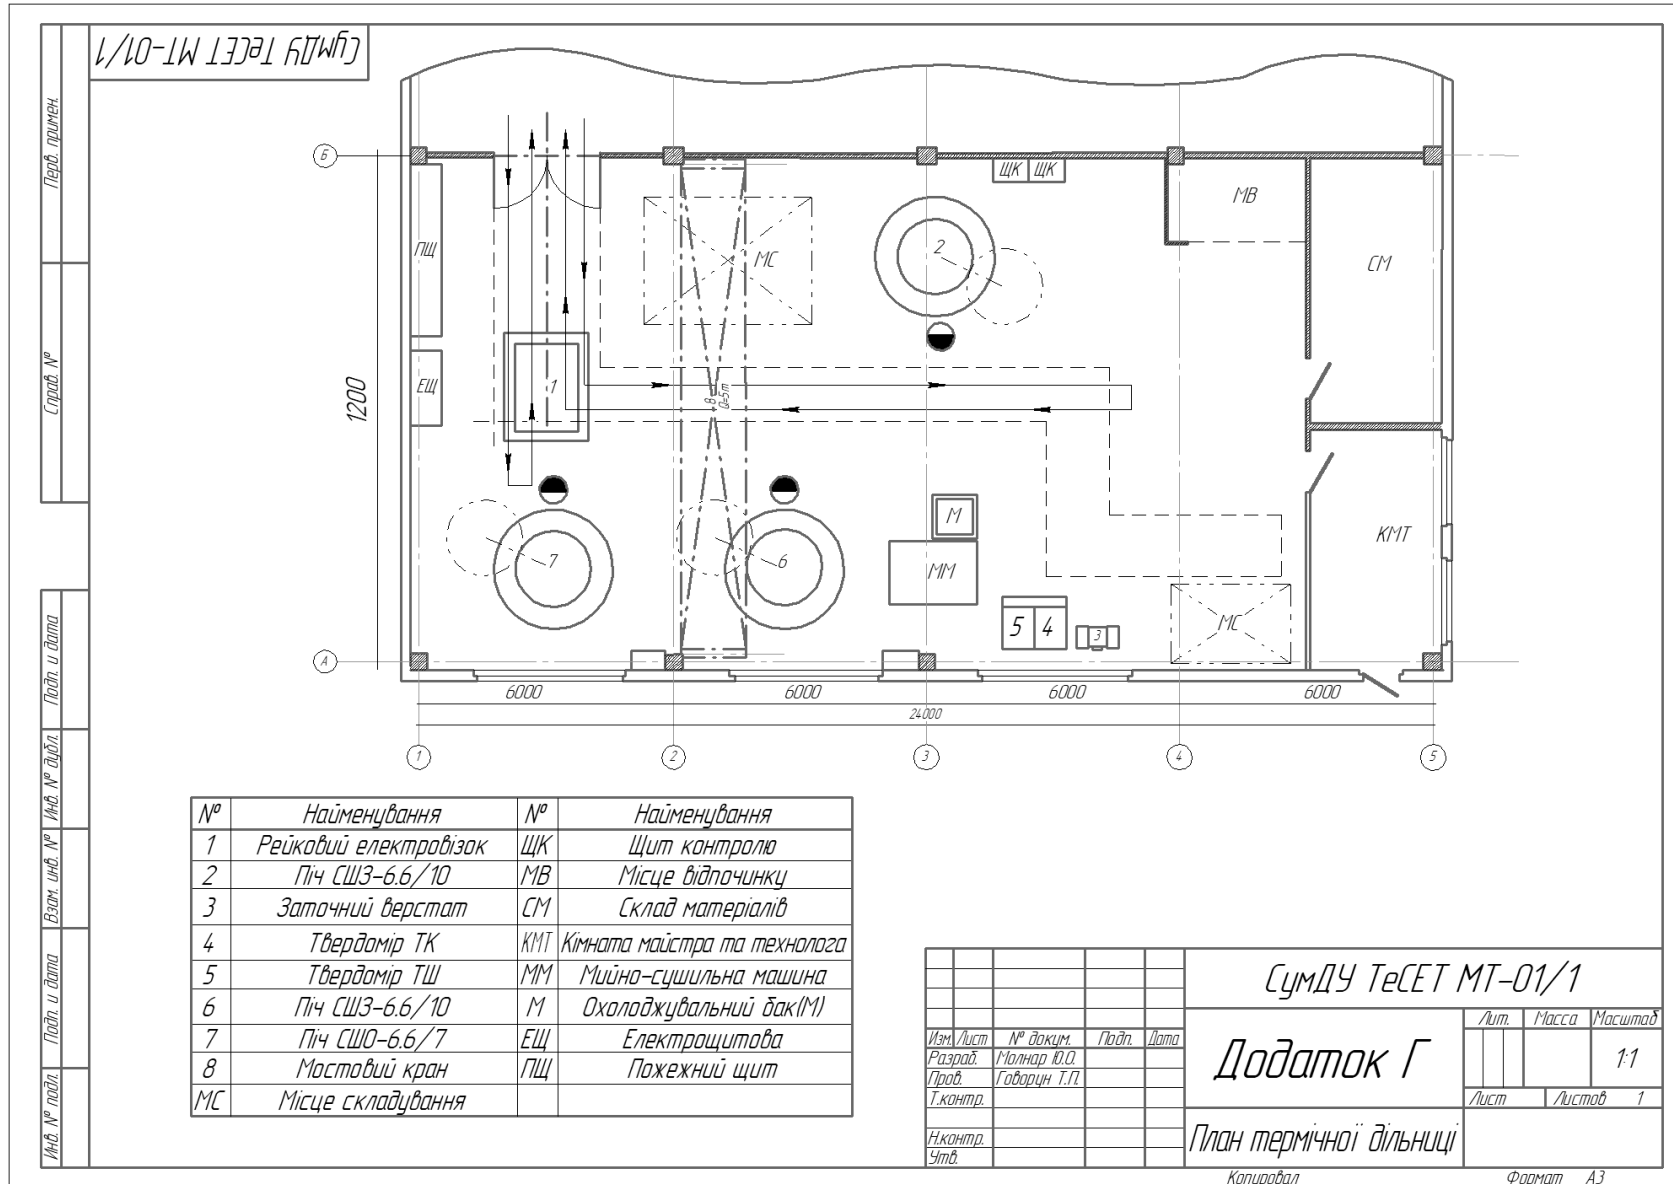 СумДУ ТеСЕТ МТ-01/1
Перв. примен.
Справ. №
Подп. и дата
Инв. № дубл.
Взам. инв. №
Подп. и дата
Инв. № подл.
Б
ЩК ЩК
МВ
ПЩ
МС
2
СМ
ЕЩ
1
8
Q=5т
1200
М
КМТ
7
6
ММ
5 4 3
МС
А
6000 6000 6000 6000
24000
1 2 3 4 5
№ Найменування № Найменування
1 Рейковий електровізок ЩК Щит контролю
2 Піч СШЗ-6.6/10 МВ Місце відпочинку
3 Заточний верстат СМ Склад матеріалів
4 Твердомір ТК КМТ Кімната майстра та технолога
5 Твердомір ТШ ММ Мийно-сушильна машина
6 Піч СШЗ-6.6/10 М Охолоджувальний бак(М)
7 Піч СШО-6.6/7 ЕЩ Електрощитова
8 Мостовий кран ПЩ Пожежний щит
МС Місце складування
СумДУ ТеСЕТ МТ-01/1
Изм. Лист № докум. Подп. Дата
Разраб. Молнар Ю.О.
Пров. Говорун Т.П.
Т.контр.
Н.контр.
Утв.
Додаток Г
Лит. Масса Масштаб
1:1
Лист Листов 1
План термічної дільниці
Копировал Формат А3